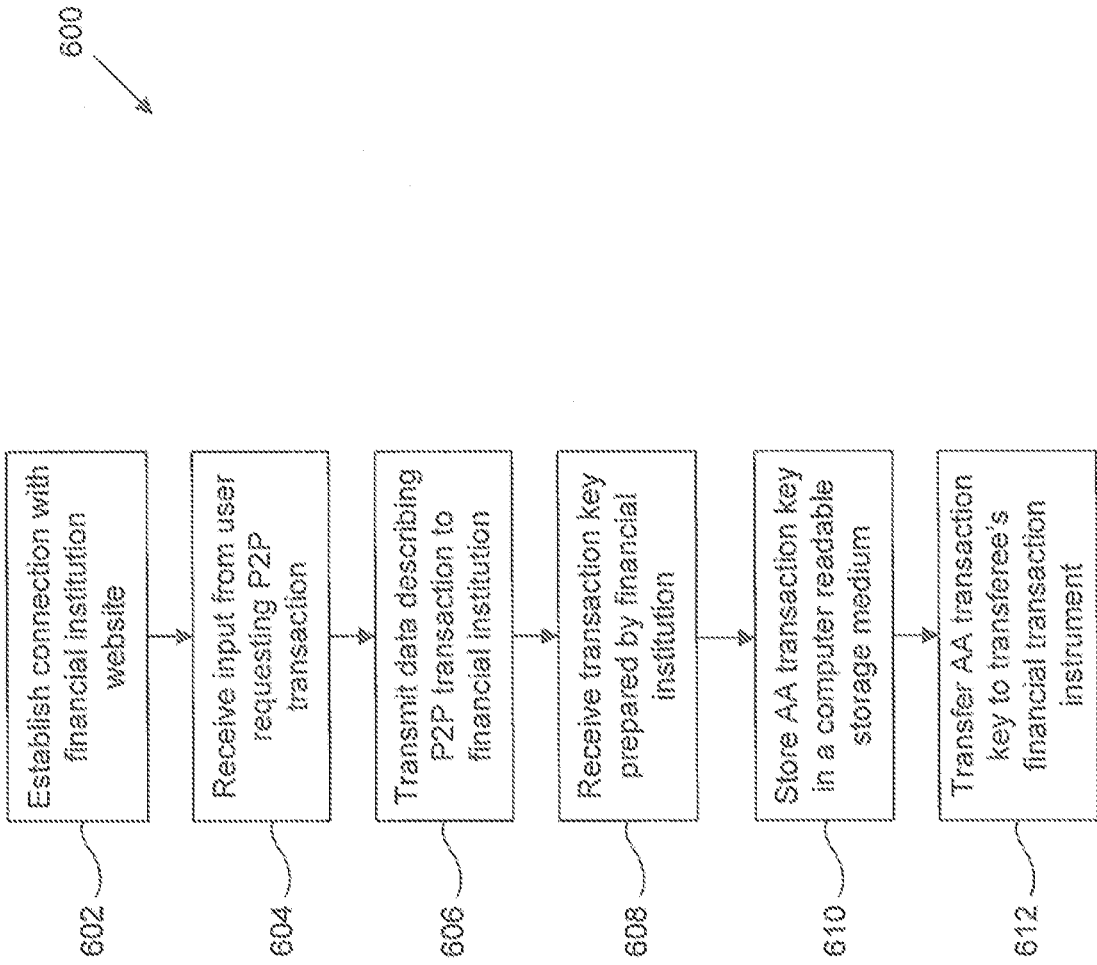 600
602
Establish connection with
financial institution
website
604
Receive input from user
requesting P2P
transaction
606
Transmit data describing
P2P transaction to
financial institution
608
Receive transaction key
prepared by financial
institution
610
Store AA transaction key
in a computer readable
storage medium
612
Transfer AA transaction
key to transferee's
financial transaction
instrument